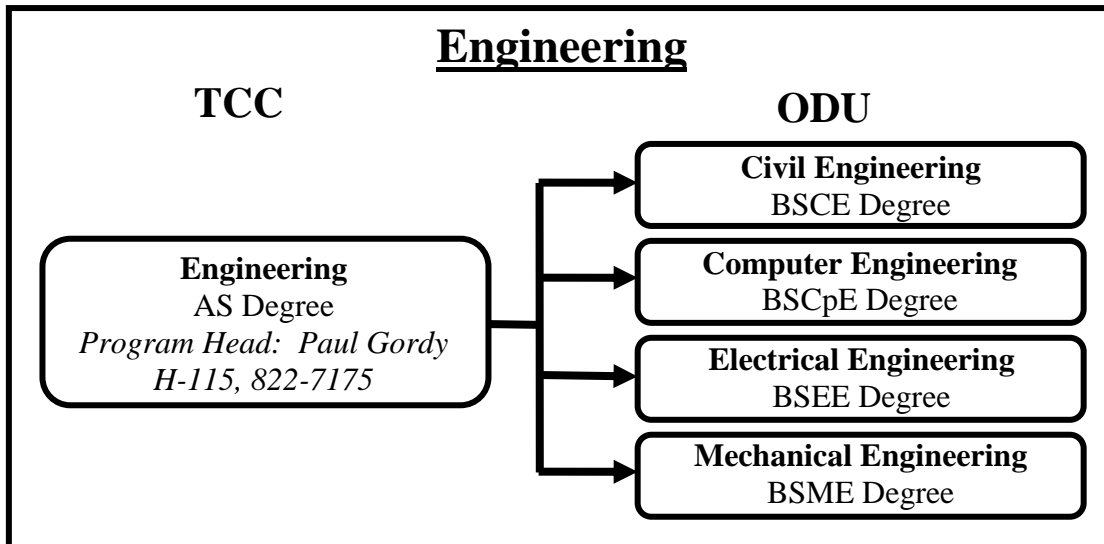 Engineering
TCC
ODU
Engineering
AS Degree
Program Head:  Paul Gordy
H-115, 822-7175
Civil Engineering
BSCE Degree
Computer Engineering
BSCpE Degree
Electrical Engineering
BSEE Degree
Mechanical Engineering
BSME Degree